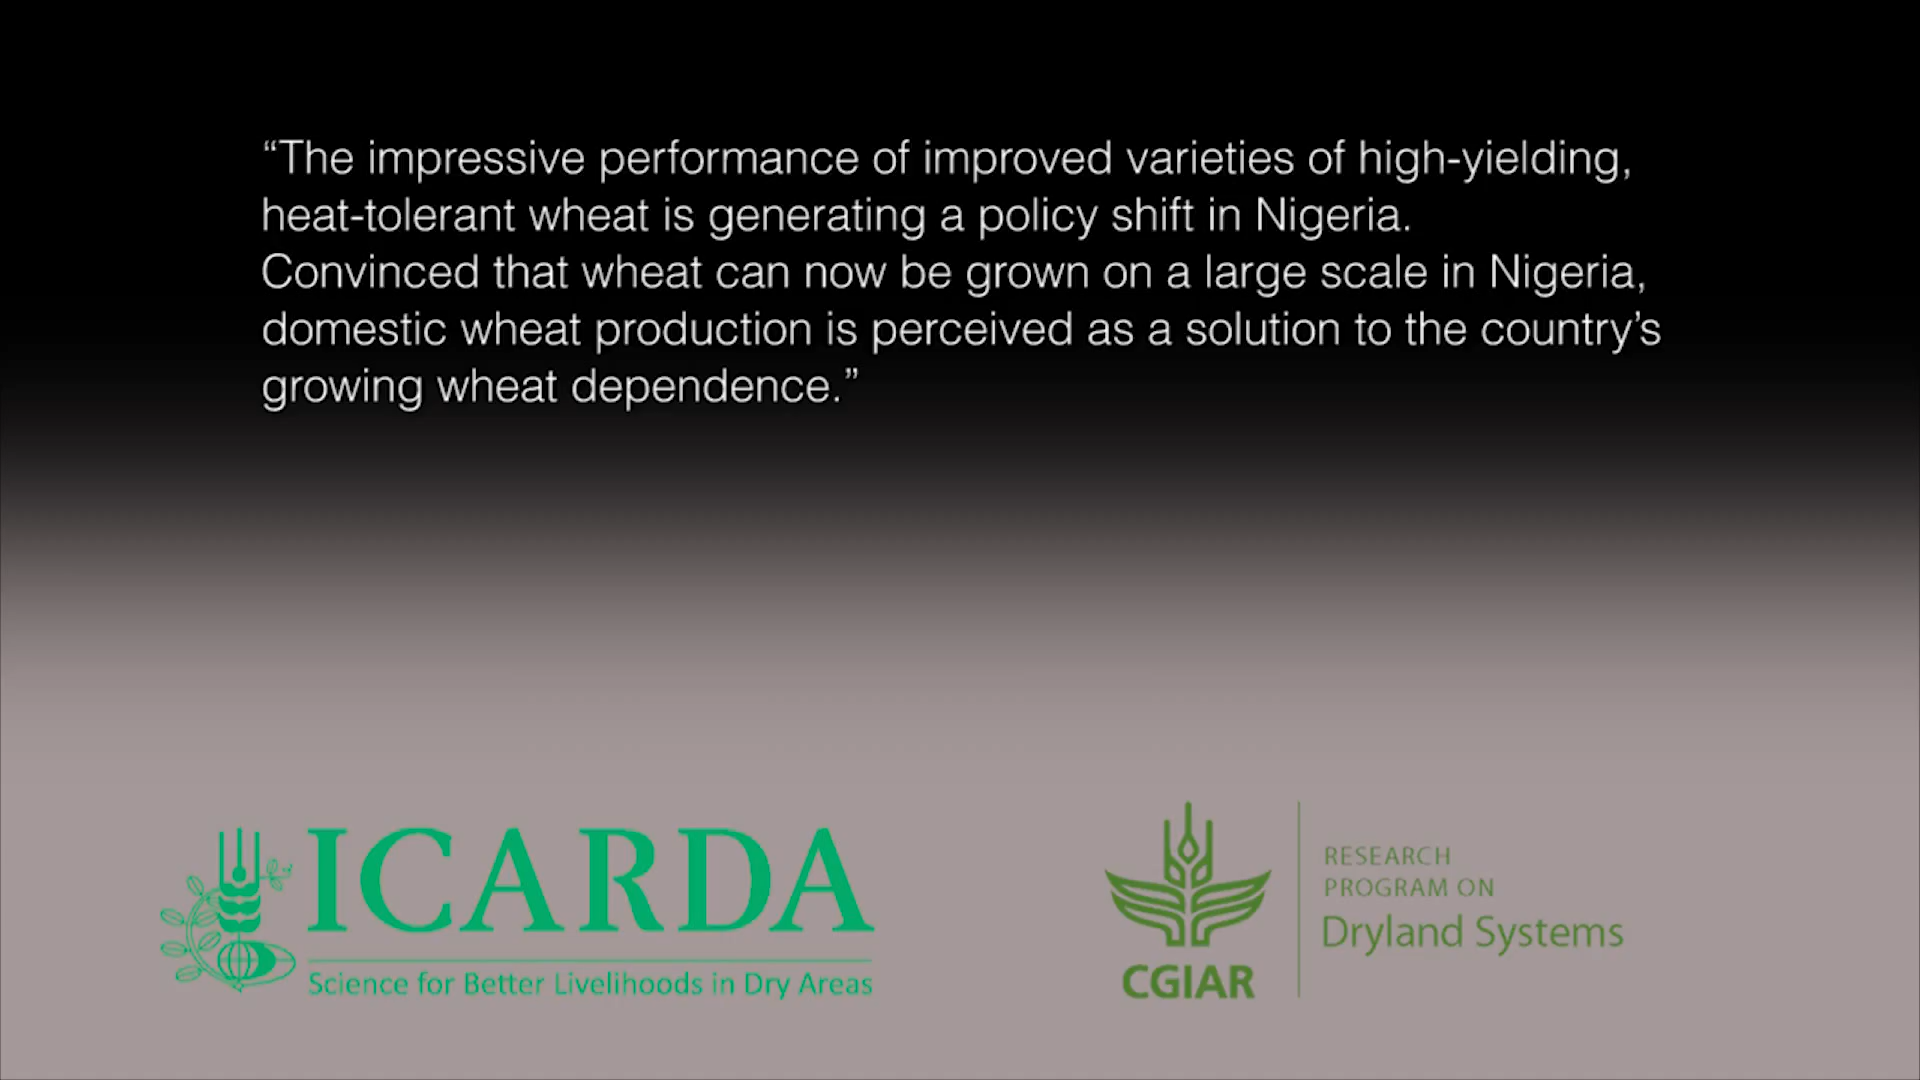 “The impressive performance of improved varieties of high-yielding,
heat-tolerant wheat is generating a policy shift in Nigeria.
Convinced that wheat can now be grown on a large scale in Nigeria,
domestic wheat production is perceived as a solution to the country’s
growing wheat dependence.”
ICARDA
Science for Better Livelihoods in Dry Areas
CGIAR
RESEARCH
PROGRAM ON
Dryland Systems